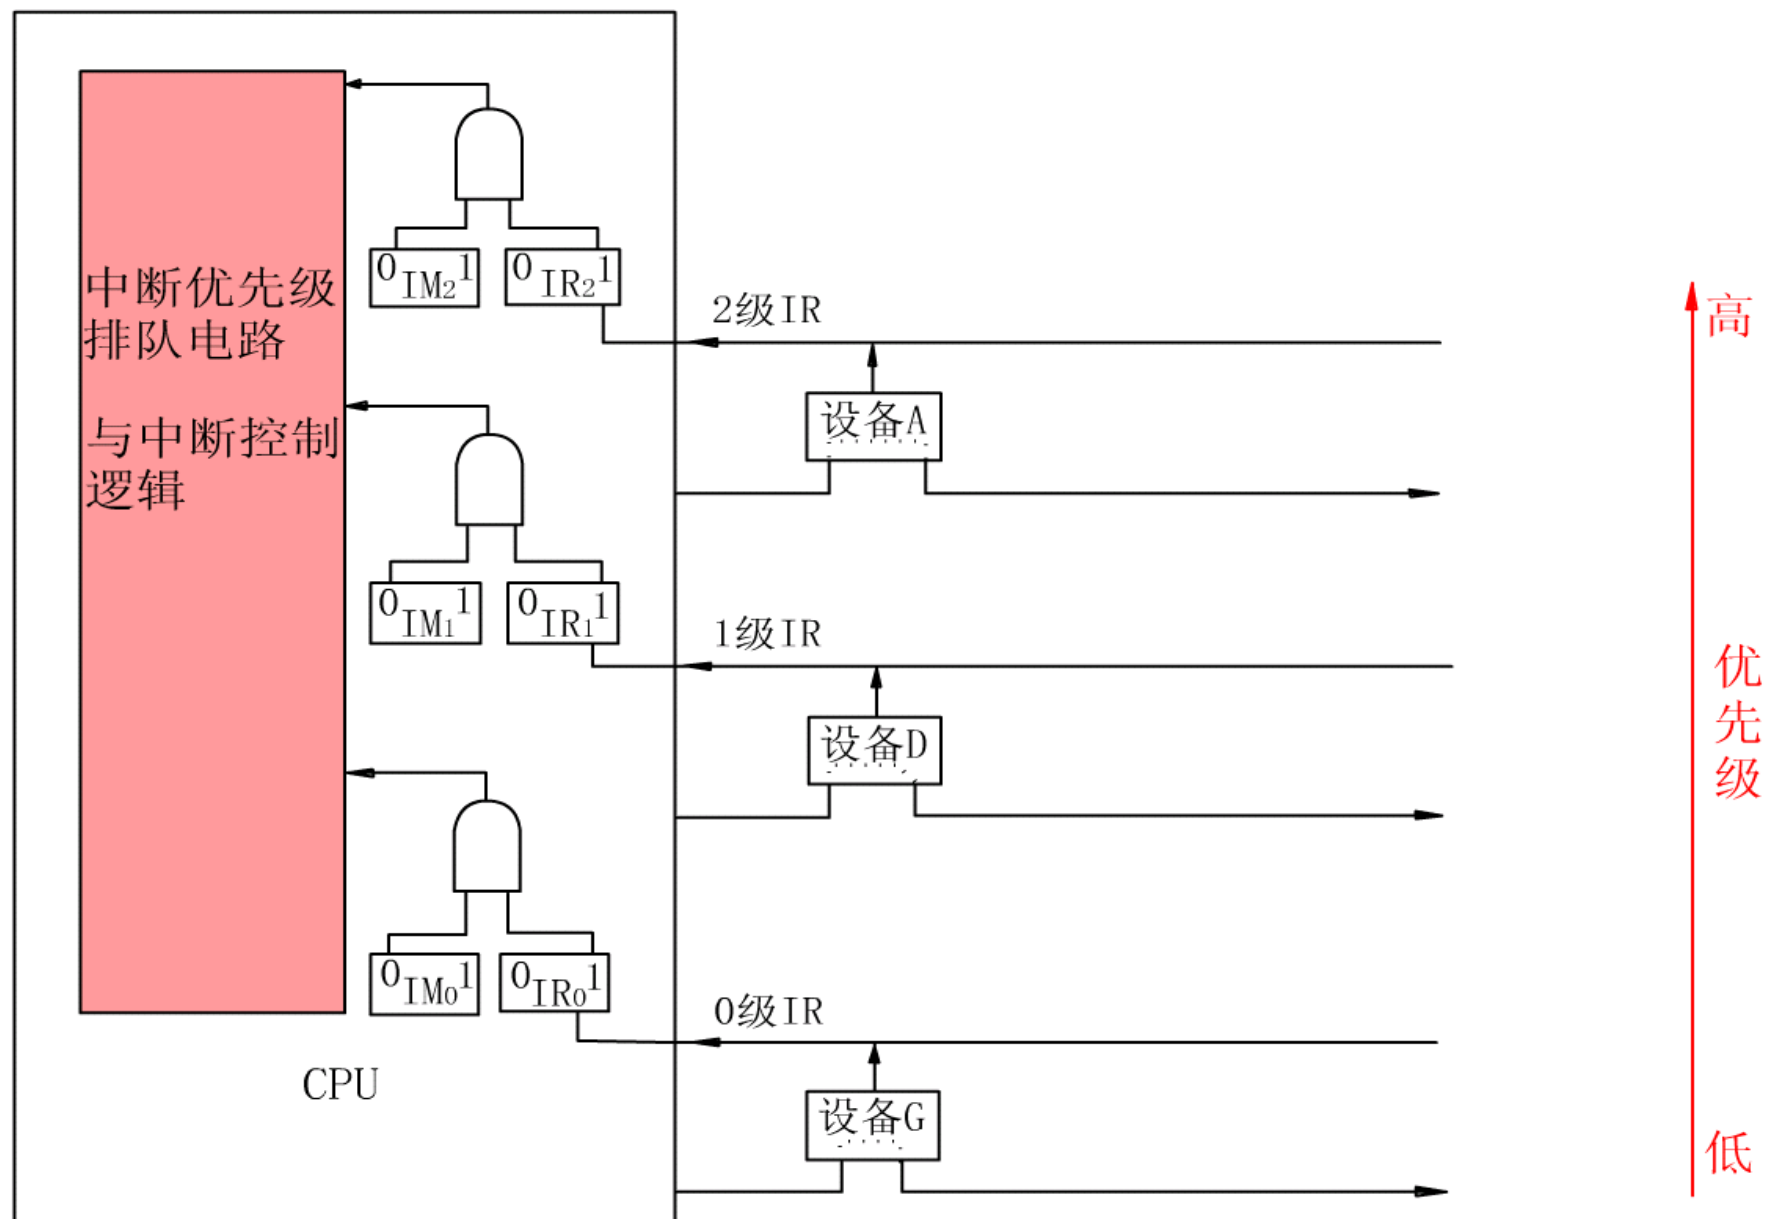 中断优先级
排队电路
与中断控制
逻辑
0 IM2 1
0 IR2 1
2级IR
设备A
0 IM1 1
0 IR1 1
1级IR
设备D
0 IM0 1
0 IR0 1
0级IR
设备G
CPU
高
优先级
低